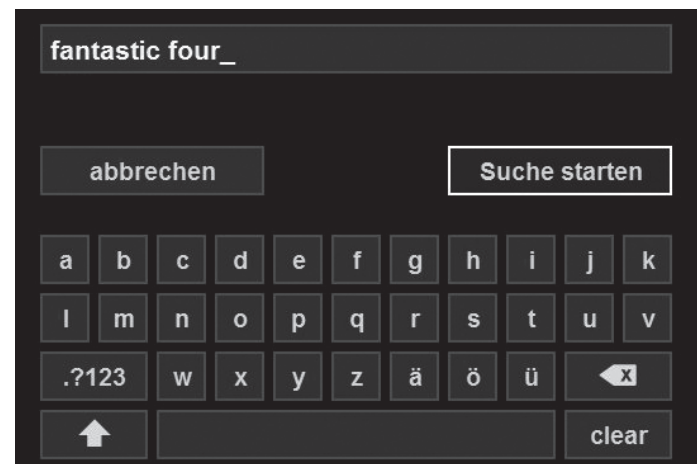 fantastic four_
abbrechen Suche starten
a b c d e f g h i j k
l m n o p q r s t u v
.?123 w x y z ä ö ü x
clear